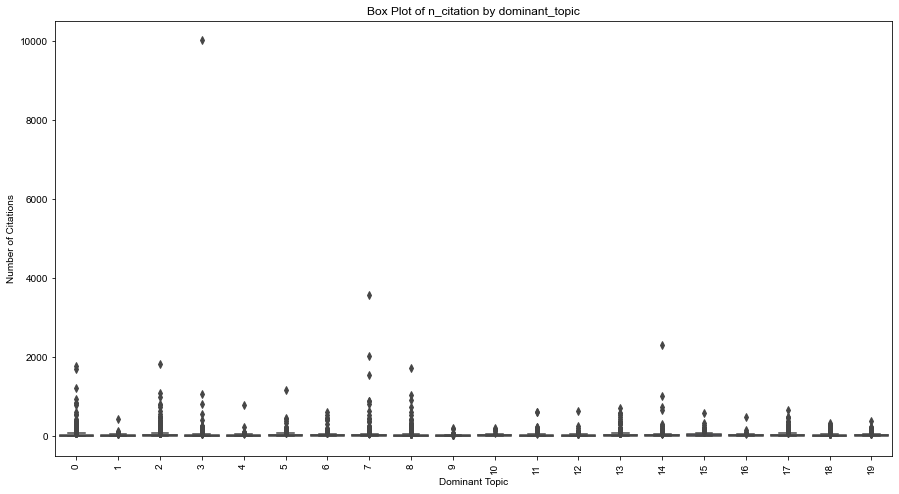 Box Plot of n_citation by dominant_topic
10000
8000
6000
4000
2000
0
Number of Citations
0 1 2 3 4 5 6 7 8 9 10 11 12 13 14 15 16 17 18 19
Dominant Topic